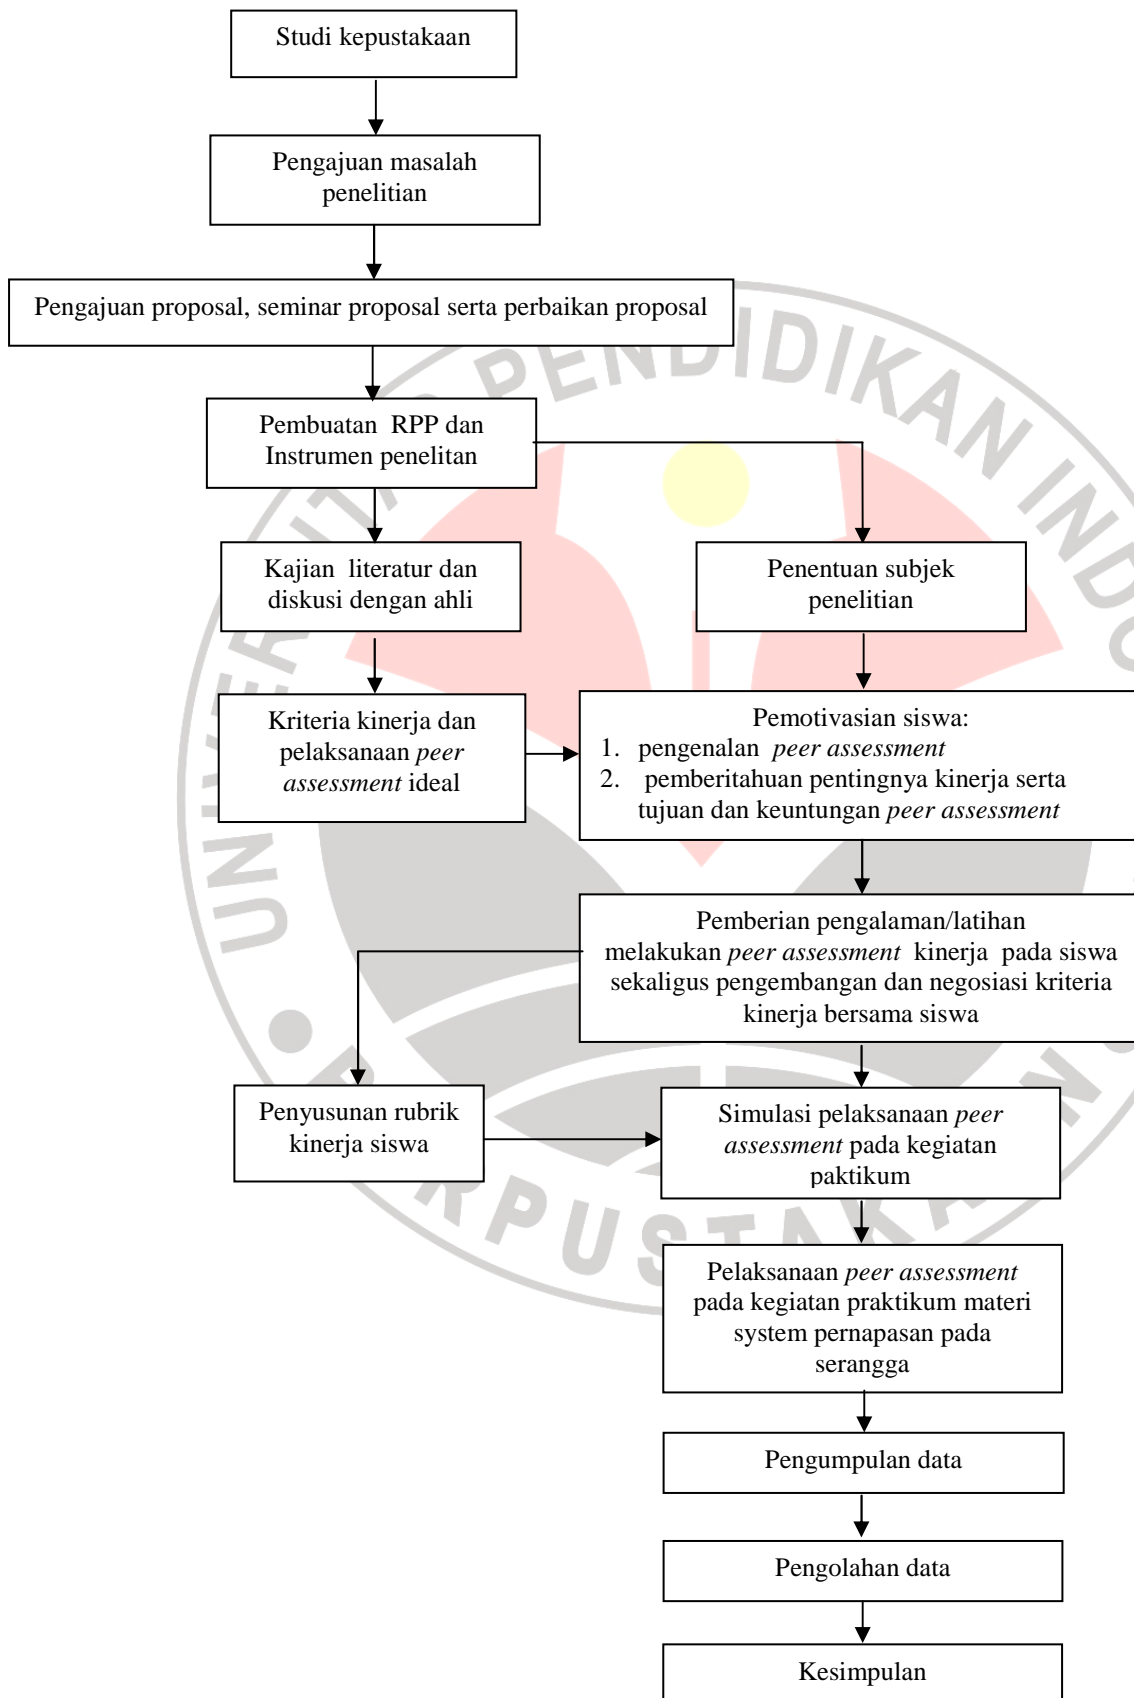 Studi kepustakaan
Pengajuan masalah
penelitian
Pengajuan proposal, seminar proposal serta perbaikan proposal
Pembuatan RPP dan
Instrumen penelitan
Kajian literatur dan
diskusi dengan ahli
Penentuan subjek
penelitian
Kriteria kinerja dan
pelaksanaan peer
assessment ideal
Pemotivasian siswa:
1. pengenalan peer assessment
2. pemberitahuan pentingnya kinerja serta
tujuan dan keuntungan peer assessment
Pemberian pengalaman/latihan
melakukan peer assessment kinerja pada siswa
sekaligus pengembangan dan negosiasi kriteria
kinerja bersama siswa
Penyusunan rubrik
kinerja siswa
Simulasi pelaksanaan peer
assessment pada kegiatan
paktikum
Pelaksanaan peer assessment
pada kegiatan praktikum materi
system pernapasan pada
serangga
Pengumpulan data
Pengolahan data
Kesimpulan